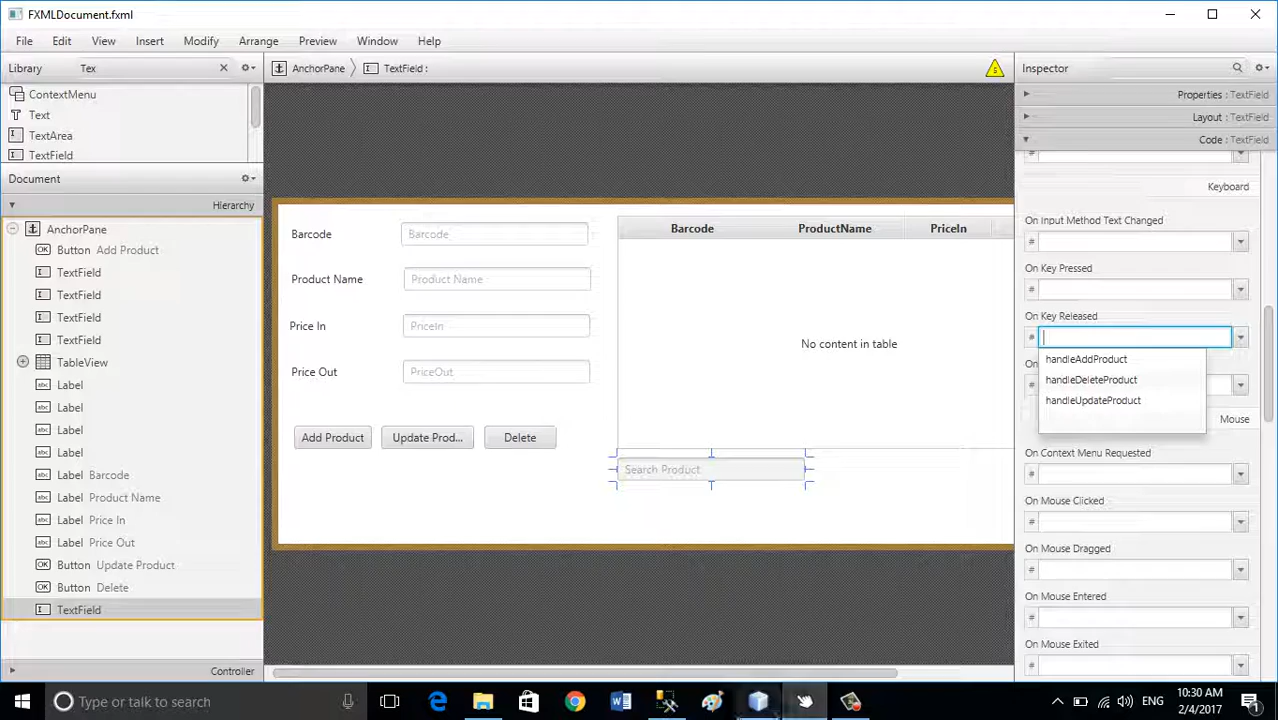 FXMLDocument.fxml
File Edit View Insert Modify Arrange Preview Window Help
Library Tex
ContextMenu
Text
TextArea
TextField
Document
Hierarchy
AnchorPane
Button Add Product
TextField
TextField
TextField
TextField
TableView
Label
Label
Label
Label
Label Barcode
Label Product Name
Label Price In
Label Price Out
Button Update Product
Button Delete
TextField
Controller
AnchorPane TextField :
Barcode Barcode
Product Name Product Name
Price In PriceIn
Price Out PriceOut
Add Product Update Prod... Delete
Barcode ProductName PriceIn
No content in table
Search Product
Inspector
Properties : TextField
Layout : TextField
Code : TextField
Keyboard
On Input Method Text Changed
#
On Key Pressed
#
On Key Released
#
handleAddProduct
handleDeleteProduct
handleUpdateProduct
On
Mouse
On Context Menu Requested
#
On Mouse Clicked
#
On Mouse Dragged
#
On Mouse Entered
#
On Mouse Exited
#
Type or talk to search
ENG
10:30 AM
2/4/2017